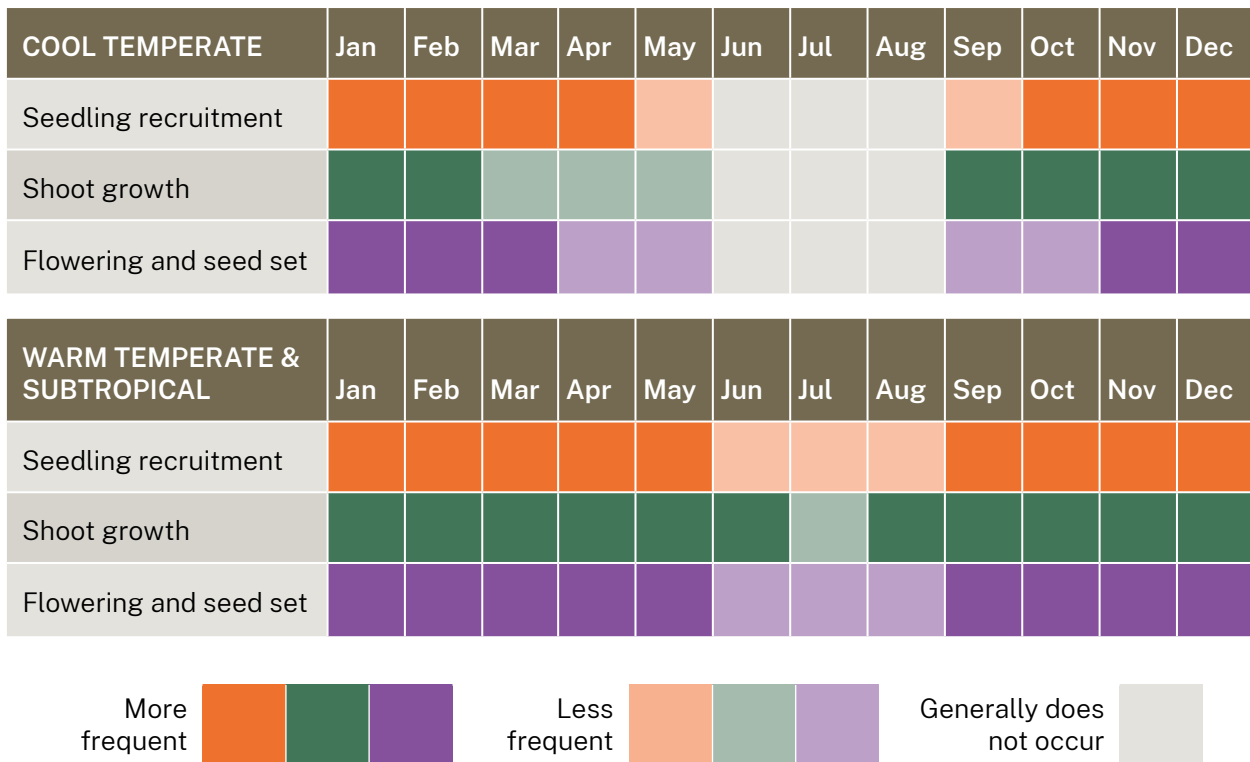 COOL TEMPERATE Jan Feb Mar Apr May Jun Jul Aug Sep Oct Nov Dec
Seedling recruitment
Shoot growth
Flowering and seed set
WARM TEMPERATE &
SUBTROPICAL Jan Feb Mar Apr May Jun Jul Aug Sep Oct Nov Dec
Seedling recruitment
Shoot growth
Flowering and seed set
More
frequent
Less
frequent
Generally does
not occur